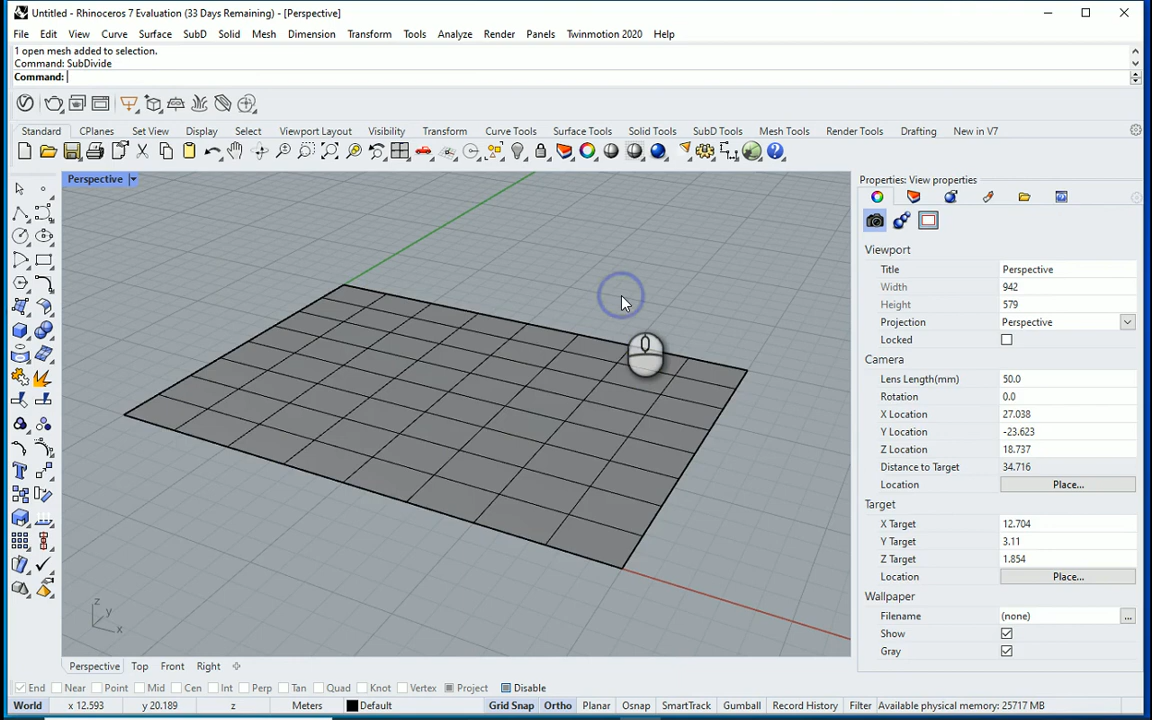 Untitled - Rhinoceros 7 Evaluation (33 Days Remaining) - [Perspective]
File Edit View Curve Surface SubD Solid Mesh Dimension Transform Tools Analyze Render Panels Twinmotion 2020 Help
1 open mesh added to selection.
Command: SubDivide
Command:
Standard CPlanes Set View Display Select Viewport Layout Visibility Transform Curve Tools Surface Tools Solid Tools SubD Tools Mesh Tools Render Tools Drafting New in V7
Perspective
Properties: View properties
Viewport
Title Perspective
Width 942
Height 579
Projection Perspective
Locked
Camera
Lens Length(mm) 50.0
Rotation 0.0
X Location 27.038
Y Location -23.623
Z Location 18.737
Distance to Target 34.716
Location Place...
Target
X Target 12.704
Y Target 3.11
Z Target 1.854
Location Place...
Wallpaper
Filename (none) ...
Show
Gray
z
y
x
Perspective Top Front Right
End Near Point Mid Cen Int Perp Tan Quad Knot Vertex Project Disable
World x 12.593 y 20.189 z Meters Default Grid Snap Ortho Planar Osnap SmartTrack Gumball Record History Filter Available physical memory: 25717 MB